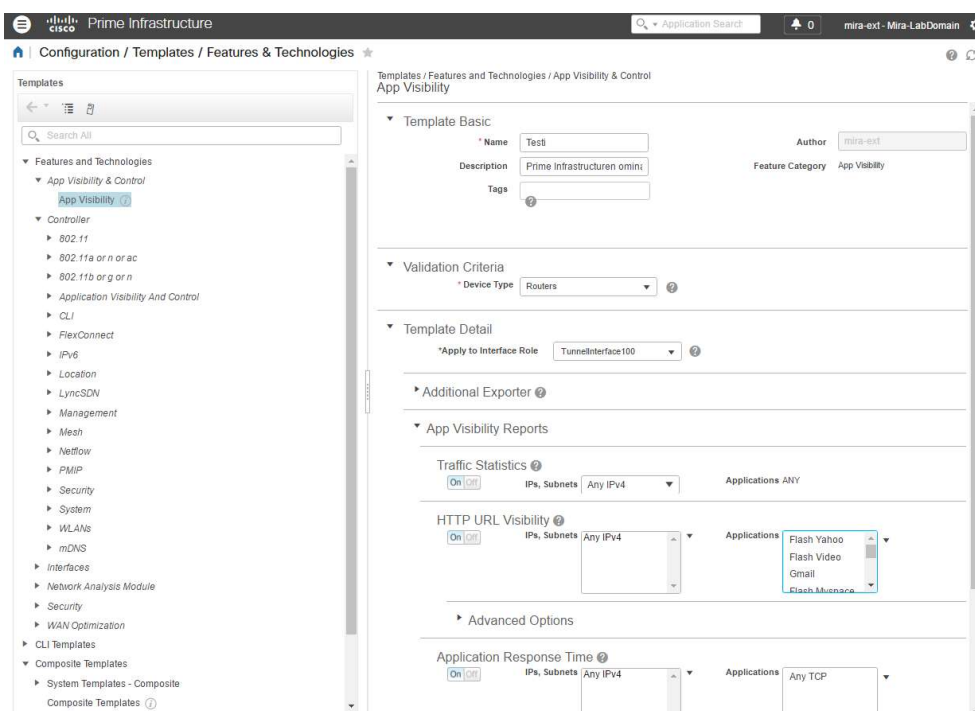 cisco Prime Infrastructure
Application Search
0
mira-ext - Mira-LabDomain
Configuration / Templates / Features & Technologies
Templates
Search All
Features and Technologies
App Visibility & Control
App Visibility
Controller
802.11
802.11a or n or ac
802.11b or g or n
Application Visibility And Control
CLI
FlexConnect
IPv6
Location
LyncSDN
Management
Mesh
Netflow
PMIP
Security
System
WLANs
mDNS
Interfaces
Network Analysis Module
Security
WAN Optimization
CLI Templates
Composite Templates
System Templates - Composite
Composite Templates
Templates / Features and Technologies / App Visibility & Control
App Visibility
Template Basic
* Name Testi
Author mira-ext
Description Prime Infrastructuren omina
Feature Category App Visibility
Tags
Validation Criteria
* Device Type Routers
Template Detail
*Apply to Interface Role TunnelInterface100
Additional Exporter
App Visibility Reports
Traffic Statistics
On Off IPs, Subnets Any IPv4 Applications ANY
HTTP URL Visibility
On Off IPs, Subnets Any IPv4 Applications Flash Yahoo
Flash Video
Gmail
Flash Myspace
Advanced Options
Application Response Time
On Off IPs, Subnets Any IPv4 Applications Any TCP